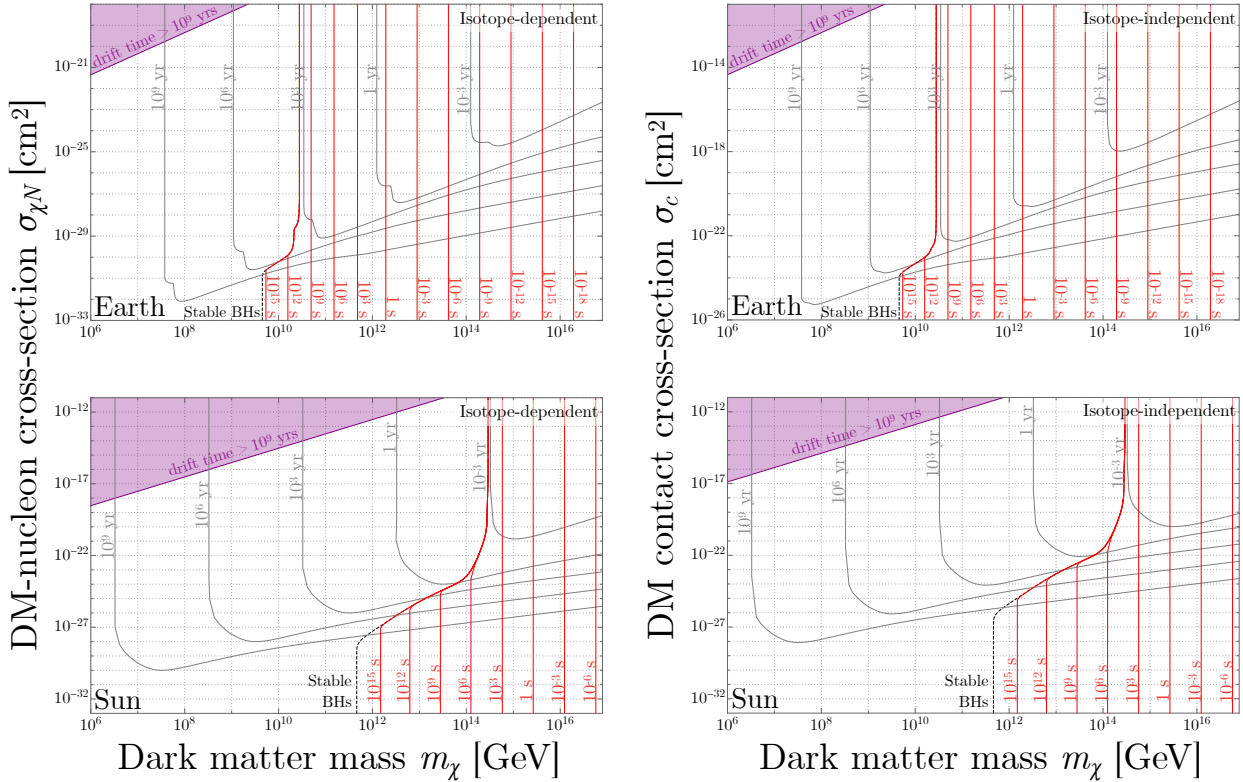 DM-nucleon cross-section σχN [cm²]
10⁻²¹
10⁻²⁵
10⁻²⁹
10⁻³³
drift time > 10⁹ yrs
Isotope-dependent
10⁹ yr
10⁶ yr
10³ yr
1 yr
10⁻³ yr
Earth
Stable BHs
10¹⁵ s
10¹² s
10⁹ s
10⁶ s
10³ s
1 s
10⁻³ s
10⁻⁶ s
10⁻⁹ s
10⁻¹² s
10⁻¹⁵ s
10⁻¹⁸ s
10⁶
10⁸
10¹⁰
10¹²
10¹⁴
10¹⁶
DM contact cross-section σc [cm²]
10⁻¹⁴
10⁻¹⁸
10⁻²²
10⁻²⁶
drift time > 10⁹ yrs
Isotope-independent
10⁹ yr
10⁶ yr
10³ yr
1 yr
10⁻³ yr
Earth
Stable BHs
10¹⁵ s
10¹² s
10⁹ s
10⁶ s
10³ s
1 s
10⁻³ s
10⁻⁶ s
10⁻⁹ s
10⁻¹² s
10⁻¹⁵ s
10⁻¹⁸ s
10⁶
10⁸
10¹⁰
10¹²
10¹⁴
10¹⁶
10⁻¹²
10⁻¹⁷
10⁻²²
10⁻²⁷
10⁻³²
drift time > 10⁹ yrs
Isotope-dependent
10⁹ yr
10⁶ yr
10³ yr
1 yr
10⁻³ yr
Sun
Stable
BHs
10¹⁵ s
10¹² s
10⁹ s
10⁶ s
10³ s
1 s
10⁻³ s
10⁻⁶ s
10⁶
10⁸
10¹⁰
10¹²
10¹⁴
10¹⁶
Dark matter mass mχ [GeV]
10⁻¹²
10⁻¹⁷
10⁻²²
10⁻²⁷
10⁻³²
drift time > 10⁹ yrs
Isotope-independent
10⁹ yr
10⁶ yr
10³ yr
1 yr
10⁻³ yr
Sun
Stable
BHs
10¹⁵ s
10¹² s
10⁹ s
10⁶ s
10³ s
1 s
10⁻³ s
10⁻⁶ s
10⁶
10⁸
10¹⁰
10¹²
10¹⁴
10¹⁶
Dark matter mass mχ [GeV]